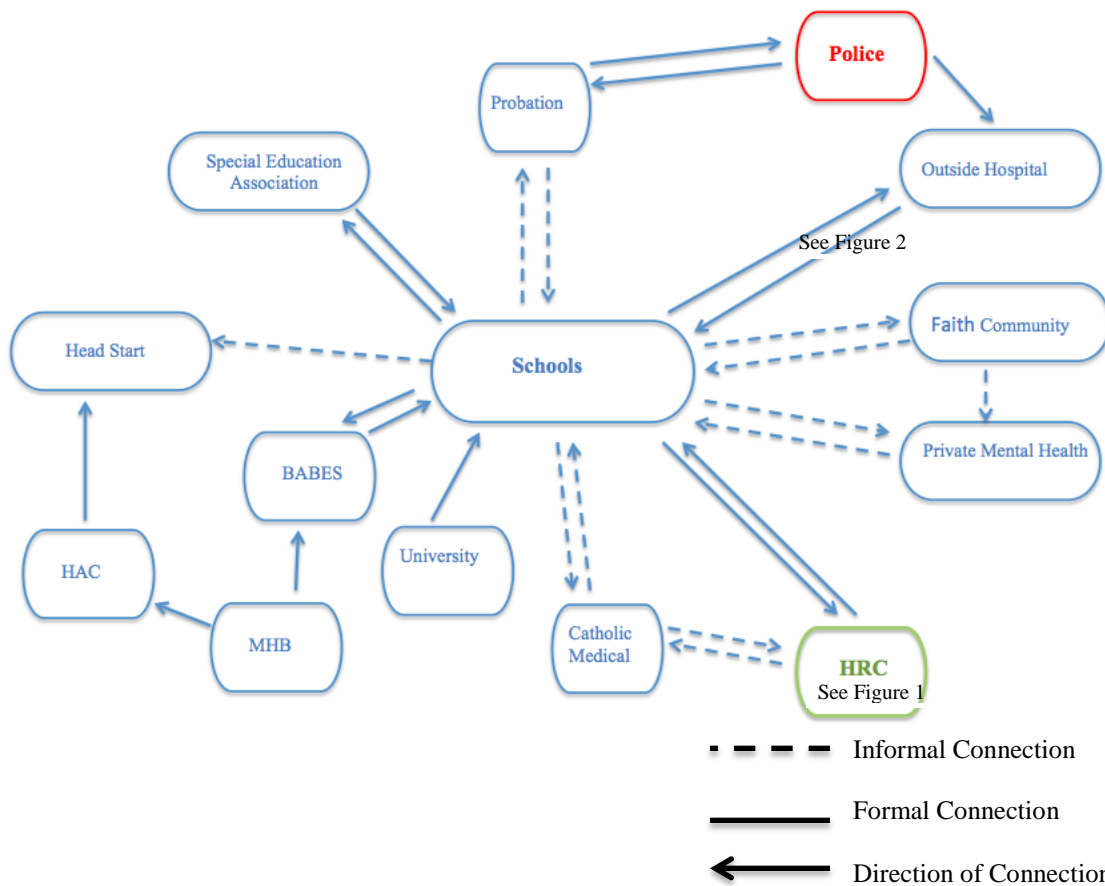 Police
Probation
Special Education
Association
Outside Hospital
See Figure 2
Faith Community
Head Start
Schools
Private Mental Health
BABES
University
HAC
Catholic
Medical
MHB
HRC
See Figure 1
Informal Connection
Formal Connection
Direction of Connection